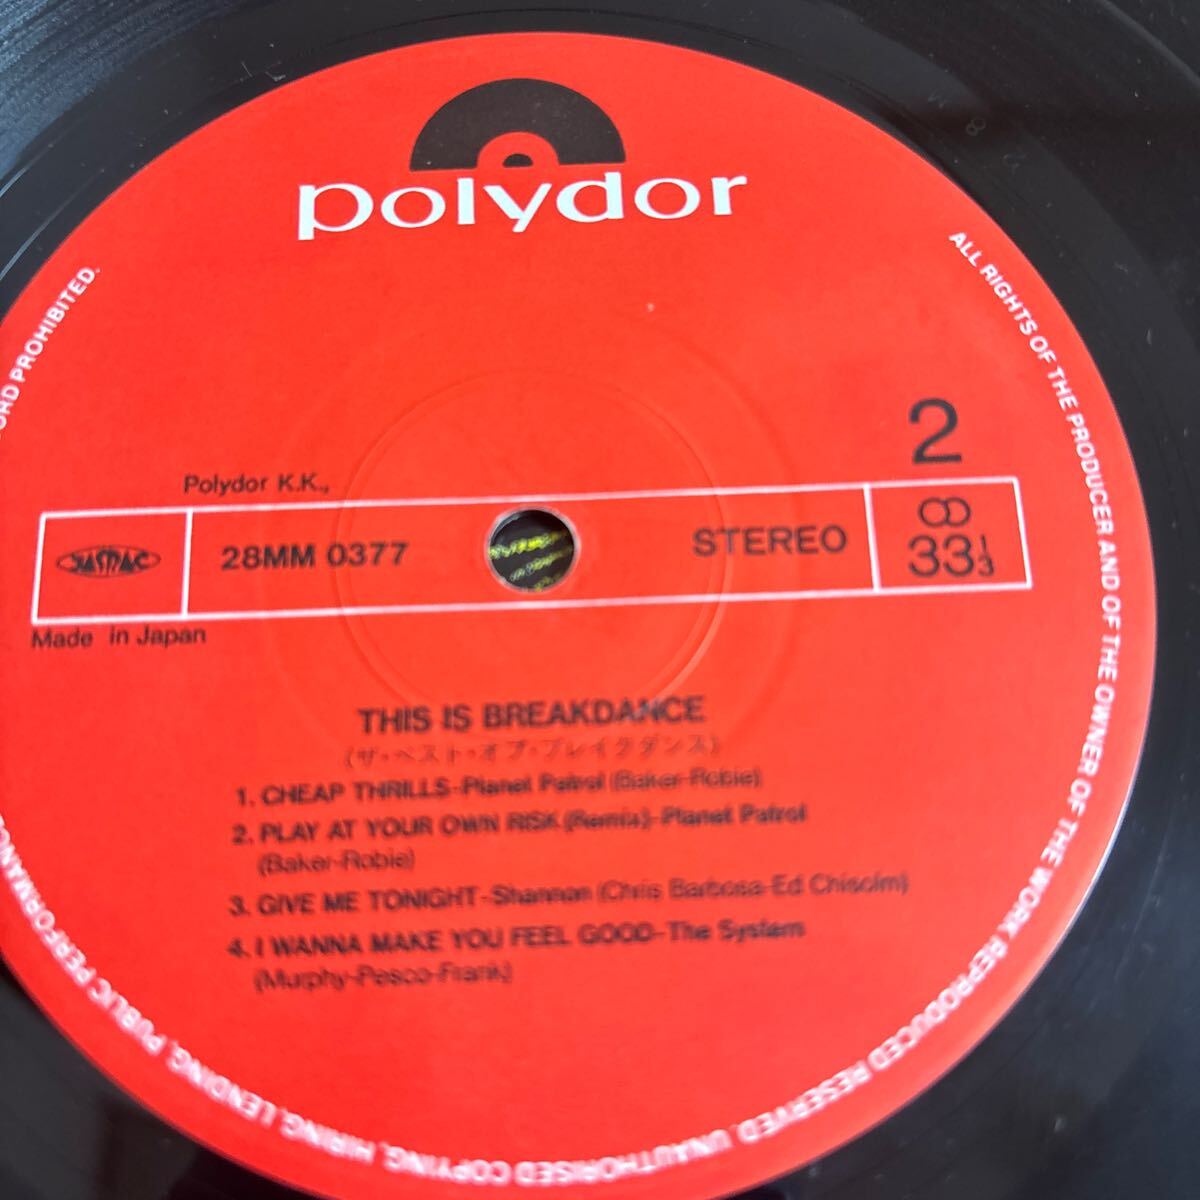 polydor
ALL RIGHTS OF THE PRODUCER AND OF THE OWNER OF THE WORK REPRODUCED RESERVED. UNAUTHORISED COPYING, HIRING, LENDING, PUBLIC PERFORMANCE
ORD PROHIBITED.
2
Polydor K.K.,
JASRAC
28MM 0377
STEREO
33 1/3
Made in Japan
THIS IS BREAKDANCE
(ザ・ベスト・オブ・ブレイクダンス)
1. CHEAP THRILLS-Planet Patrol (Baker-Robie)
2. PLAY AT YOUR OWN RISK (Remix)-Planet Patrol
(Baker-Robie)
3. GIVE ME TONIGHT-Shannon (Chris Barbosa-Ed Chisolm)
4. I WANNA MAKE YOU FEEL GOOD-The System
(Murphy-Pesco-Frank)